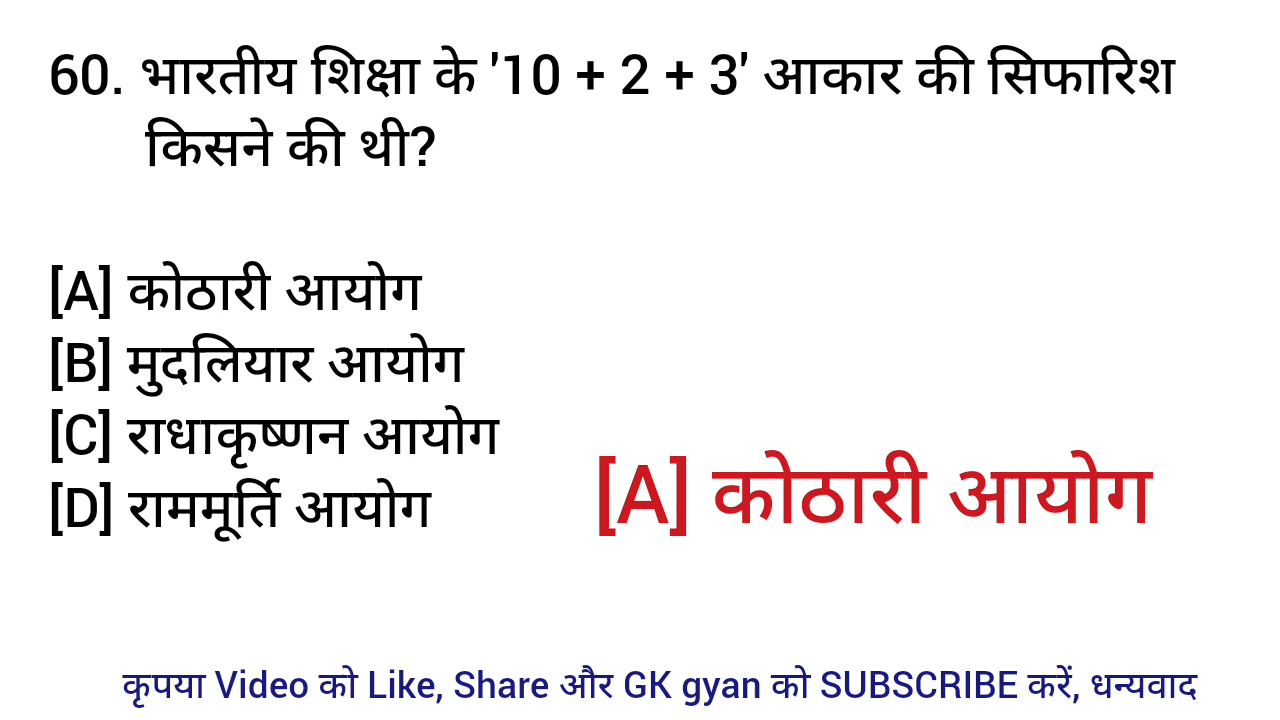 60. भारतीय शिक्षा के '10 + 2 + 3' आकार की सिफारिश
किसने की थी?
[A] कोठारी आयोग
[B] मुदलियार आयोग
[C] राधाकृष्णन आयोग
[D] राममूर्ति आयोग
[A] कोठारी आयोग
कृपया Video को Like, Share और GK gyan को SUBSCRIBE करें, धन्यवाद